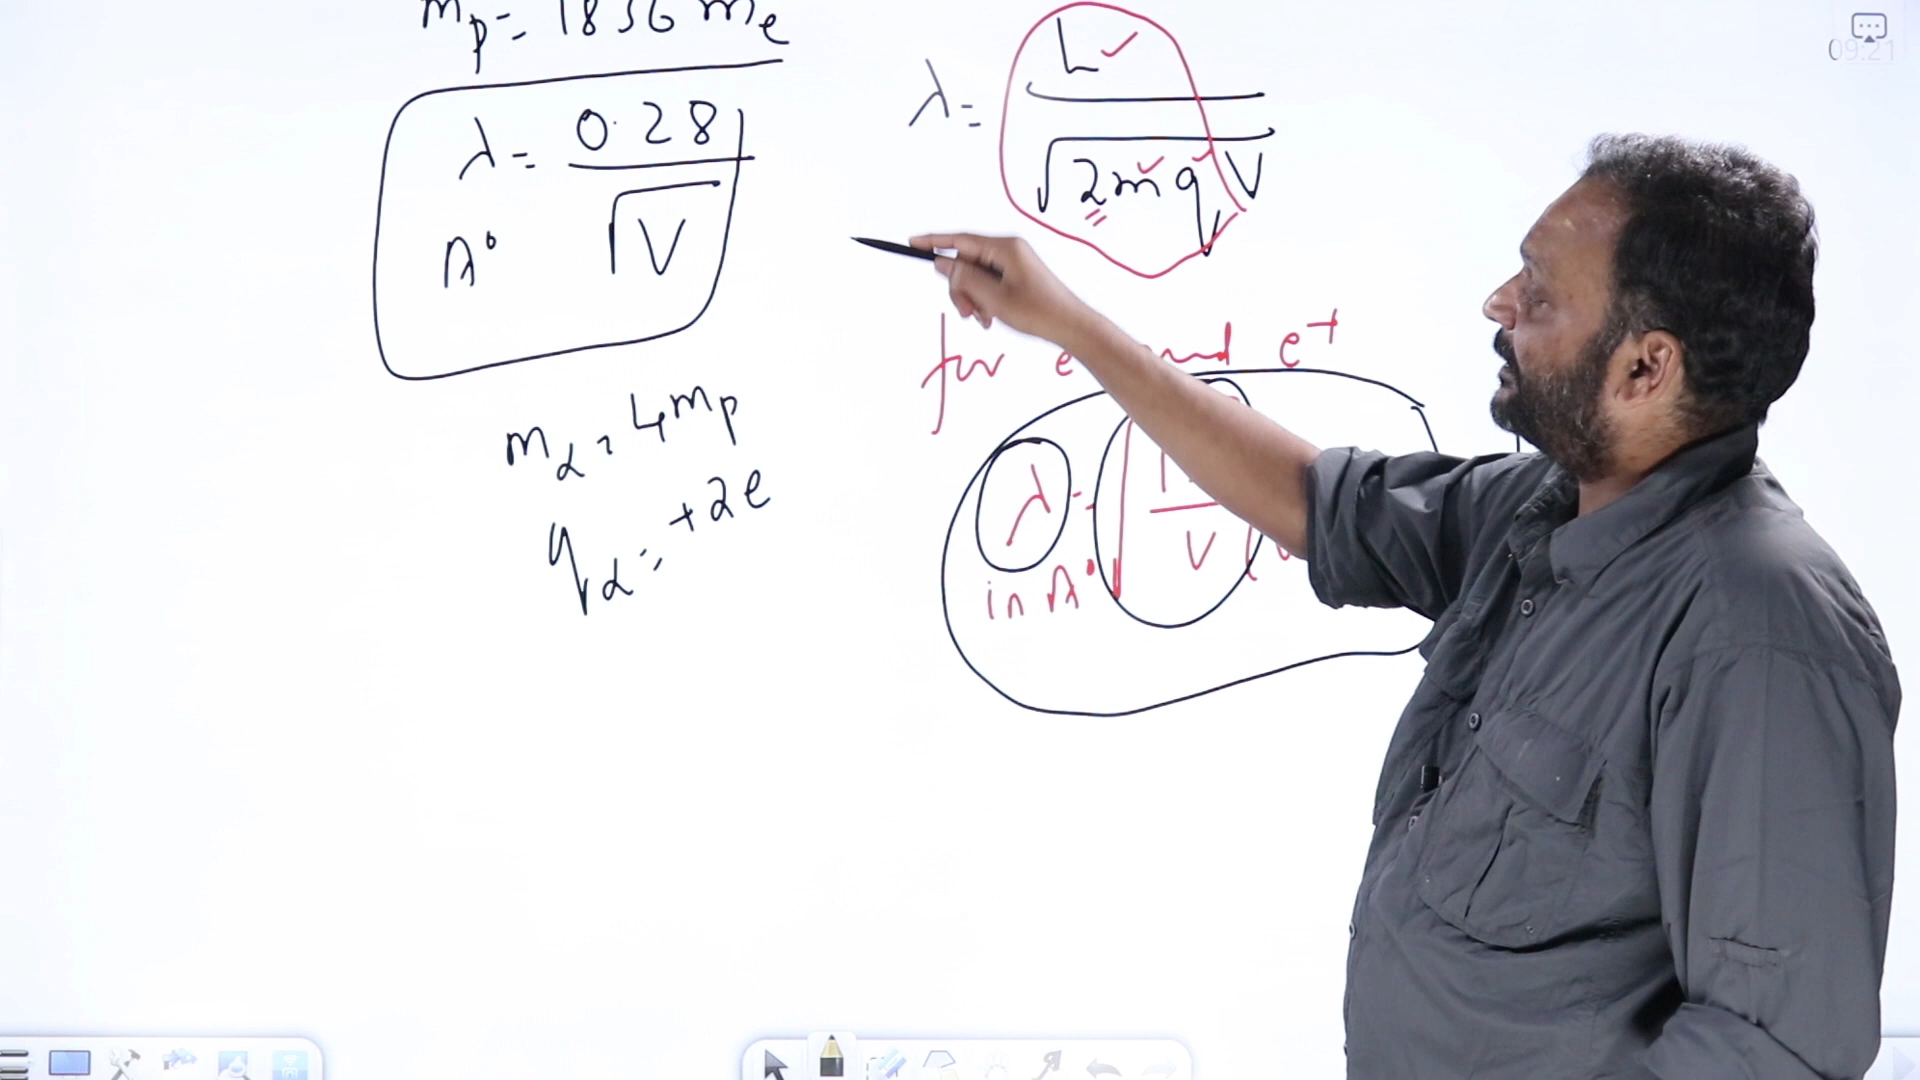 mp = 1836 me
λ = 0.28 / √V
A°
mα = 4mp
qα = +2e
λ = h / √2mqV
for e and e+
λ =
V
in A°
09:21